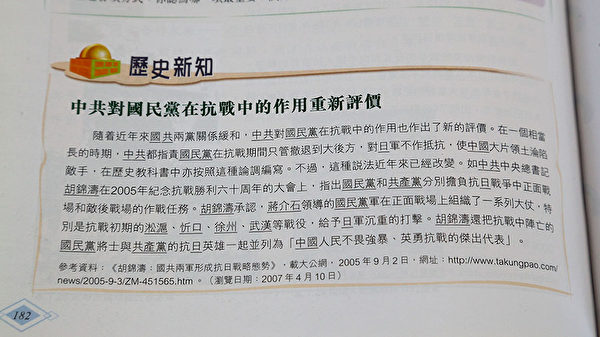 歷史新知
中共對國民黨在抗戰中的作用重新評價
隨着近年來國共兩黨關係緩和，中共對國民黨在抗戰中的作用也作出了新的評價。在一個相當
長的時期，中共都指責國民黨在抗戰期間只管撤退到大後方，對日軍不作抵抗，使中國大片領土淪陷
敵手，在歷史教科書中亦按照這種論調編寫。不過，這種說法近年來已經改變。如中共中央總書記
胡錦濤在2005年紀念抗戰勝利六十周年的大會上，指出國民黨和共產黨分別擔負抗日戰爭中正面戰
場和敵後戰場的作戰任務。胡錦濤承認，蔣介石領導的國民黨軍在正面戰場上組織了一系列大仗，特
別是抗戰初期的淞滬、忻口、徐州、武漢等戰役，給予日軍沉重的打擊。胡錦濤還把抗戰中陣亡的
國民黨將士與共產黨的抗日英雄一起並列為「中國人民不畏強暴、英勇抗戰的傑出代表」。
參考資料：《胡錦濤：國共兩軍形成抗日戰略態勢》，載大公網，2005年9月2日，網址：http://www.takungpao.com/
news/2005-9-3/ZM-451565.htm。（瀏覽日期：2007年4月10日）
182